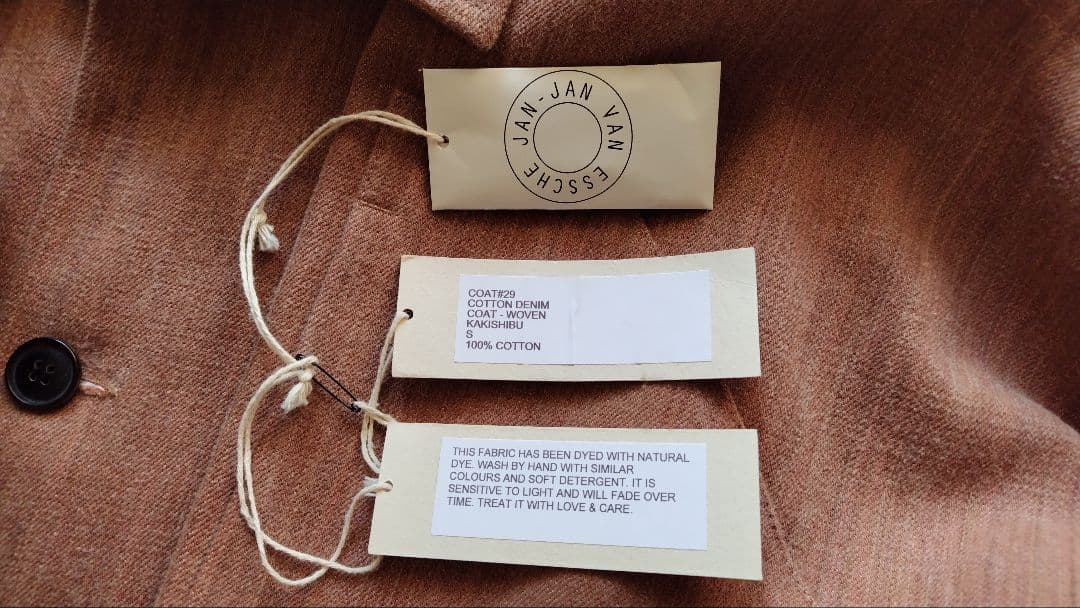 JAN-JAN VAN ESSCHE
COAT#29
COTTON DENIM
COAT - WOVEN
KAKISHIBU
S
100% COTTON
THIS FABRIC HAS BEEN DYED WITH NATURAL
DYE. WASH BY HAND WITH SIMILAR
COLOURS AND SOFT DETERGENT. IT IS
SENSITIVE TO LIGHT AND WILL FADE OVER
TIME. TREAT IT WITH LOVE & CARE.